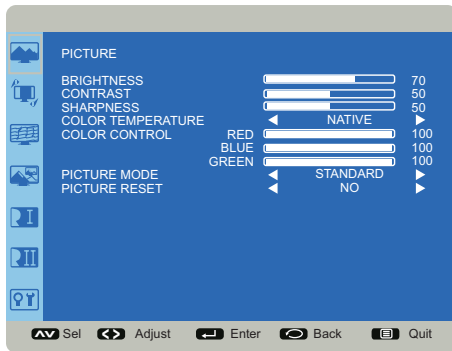 PICTURE
BRIGHTNESS 70
CONTRAST 50
SHARPNESS 50
COLOR TEMPERATURE NATIVE
COLOR CONTROL RED 100
BLUE 100
GREEN 100
PICTURE MODE STANDARD
PICTURE RESET NO
Sel Adjust Enter Back Quit